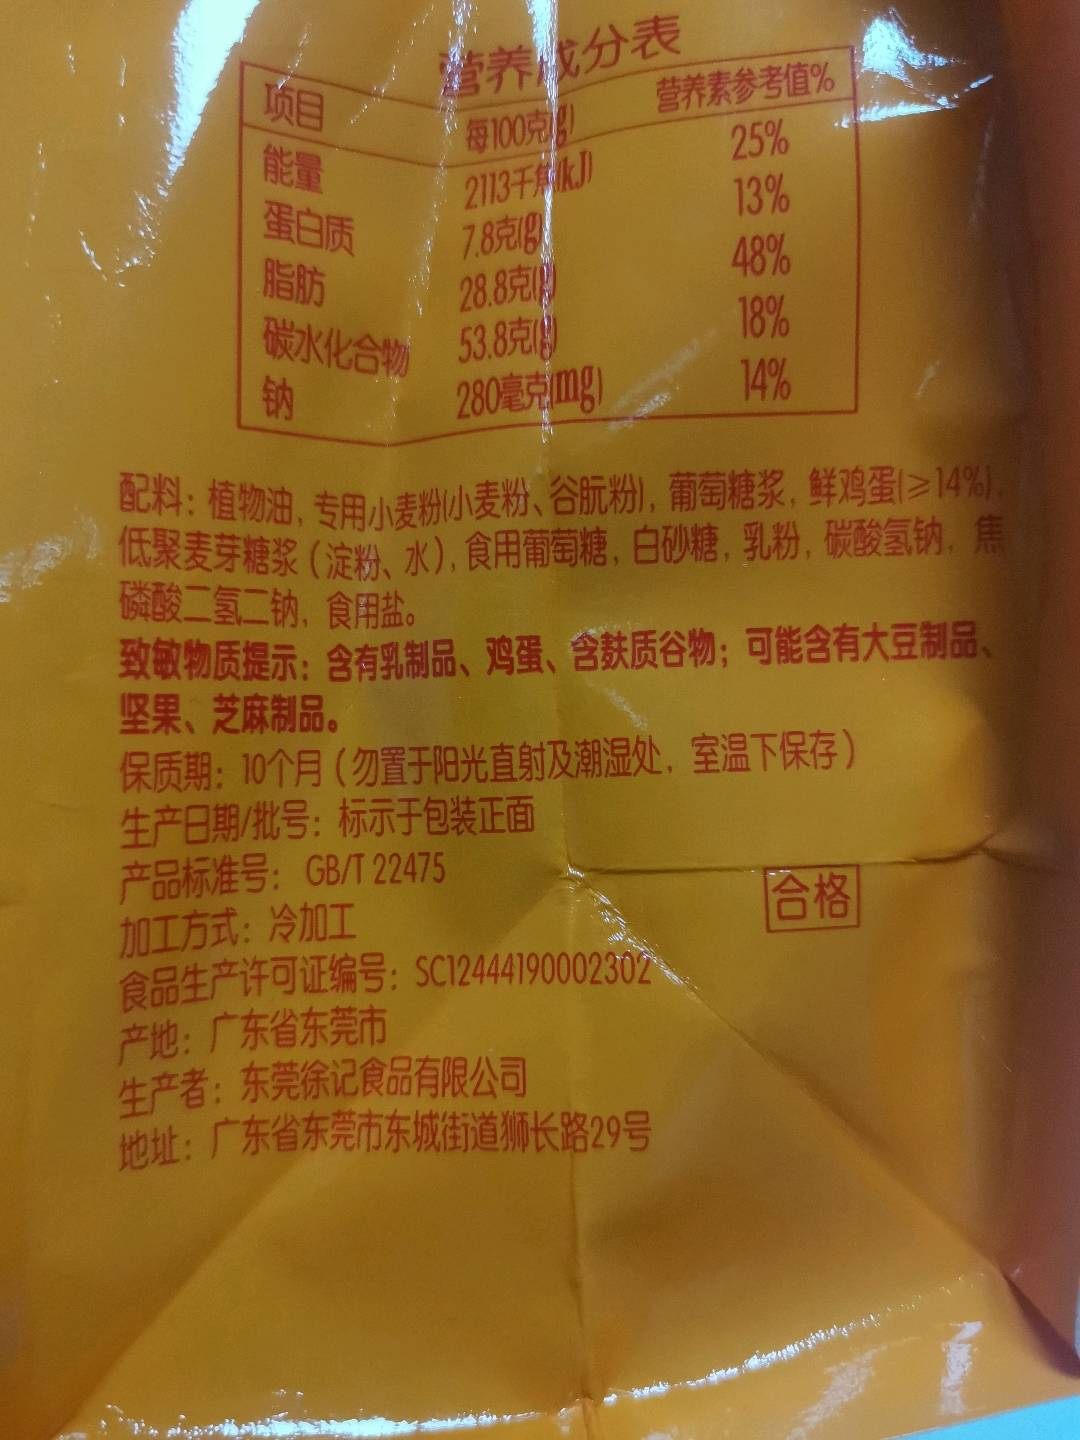 营养成分表
项目 每100克(g) 营养素参考值%
能量 2113千焦(kJ) 25%
蛋白质 7.8克(g) 13%
脂肪 28.8克(g) 48%
碳水化合物 53.8克(g) 18%
钠 280毫克(mg) 14%
配料：植物油，专用小麦粉(小麦粉、谷朊粉)，葡萄糖浆，鲜鸡蛋(≥14%)，
低聚麦芽糖浆（淀粉、水），食用葡萄糖，白砂糖，乳粉，碳酸氢钠，焦
磷酸二氢二钠，食用盐。
致敏物质提示：含有乳制品、鸡蛋、含麸质谷物；可能含有大豆制品、
坚果、芝麻制品。
保质期：10个月（勿置于阳光直射及潮湿处，室温下保存）
生产日期/批号：标示于包装正面
产品标准号：GB/T 22475
合格
加工方式：冷加工
食品生产许可证编号：SC12444190002302
产地：广东省东莞市
生产者：东莞徐记食品有限公司
地址：广东省东莞市东城街道狮长路29号